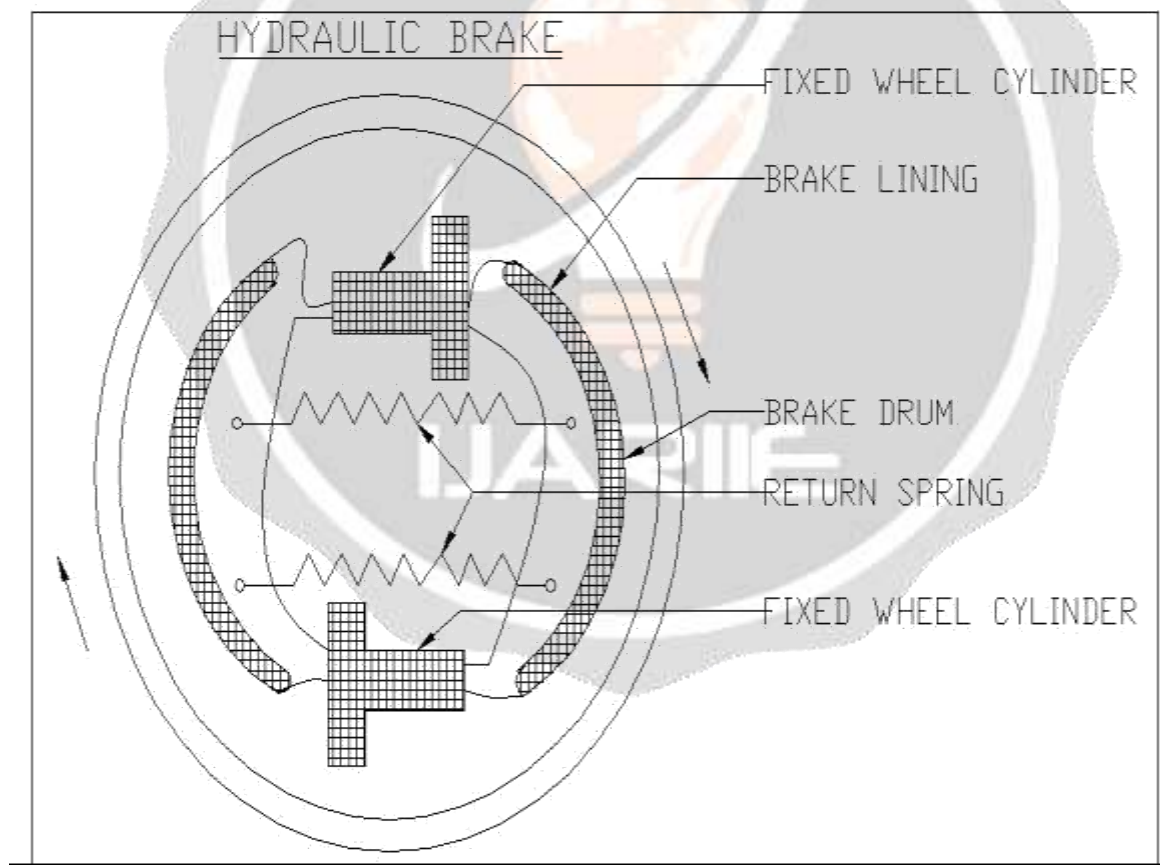 HYDRAULIC BRAKE
FIXED WHEEL CYLINDER
BRAKE LINING
BRAKE DRUM
IJARIIE
RETURN SPRING
FIXED WHEEL CYLINDER